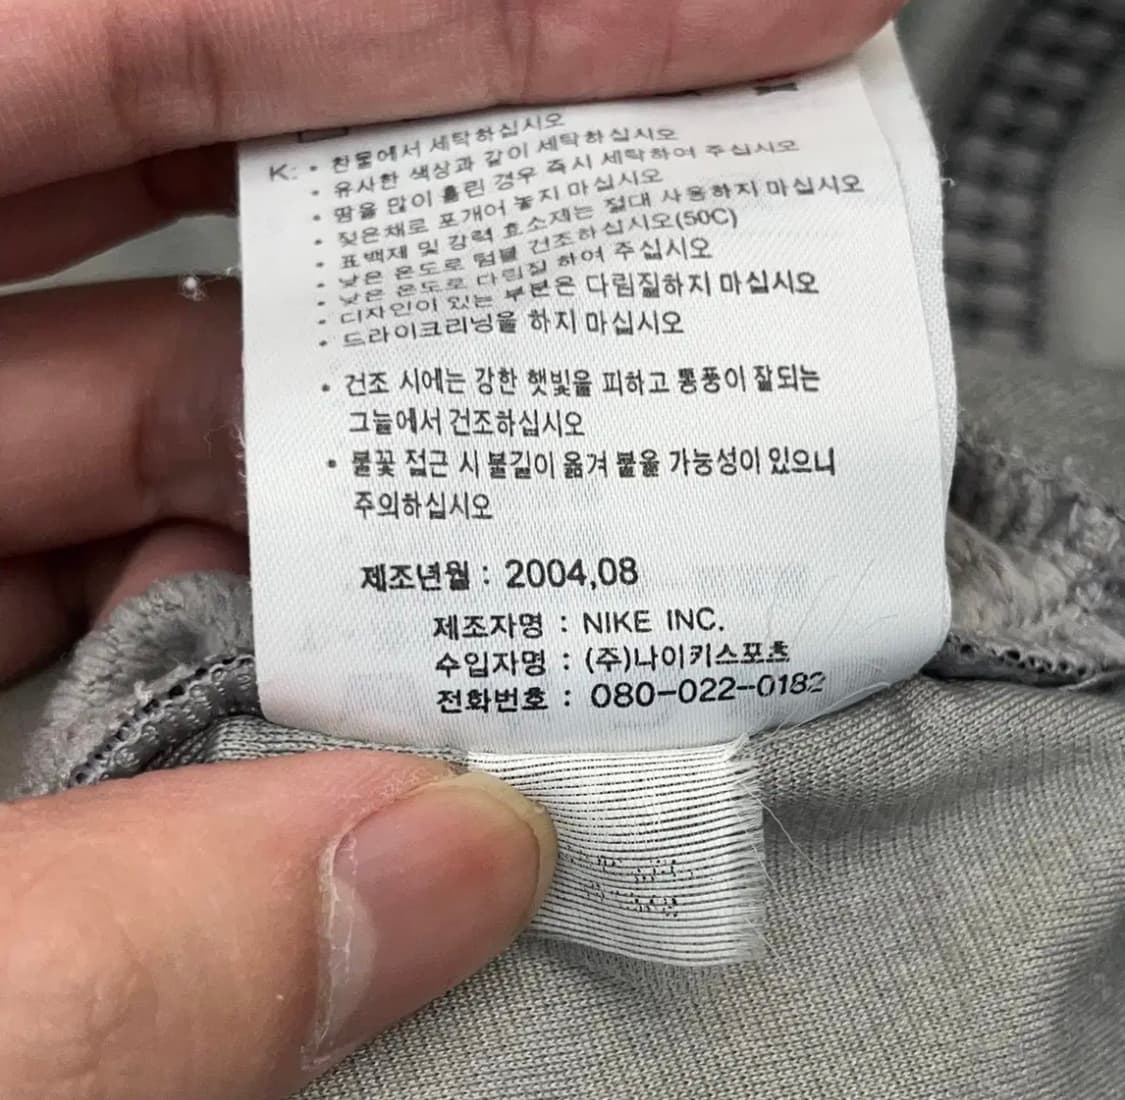 K: • 찬물에서 세탁하십시오
• 유사한 색상과 같이 세탁하십시오
• 땀을 많이 흘린 경우 즉시 세탁하여 주십시오
• 젖은채로 포개어 놓지 마십시오
• 표백제 및 강력 효소제는 절대 사용하지 마십시오
• 낮은 온도로 텀블 건조하십시오(50C)
• 낮은 온도로 다림질 하여 주십시오
• 디자인이 있는 부분은 다림질하지 마십시오
• 드라이크리닝을 하지 마십시오
• 건조 시에는 강한 햇빛을 피하고 통풍이 잘되는
그늘에서 건조하십시오
• 불꽃 접근 시 불길이 옮겨 붙을 가능성이 있으니
주의하십시오
제조년월 : 2004,08
제조자명 : NIKE INC.
수입자명 : (주)나이키스포츠
전화번호 : 080-022-0182